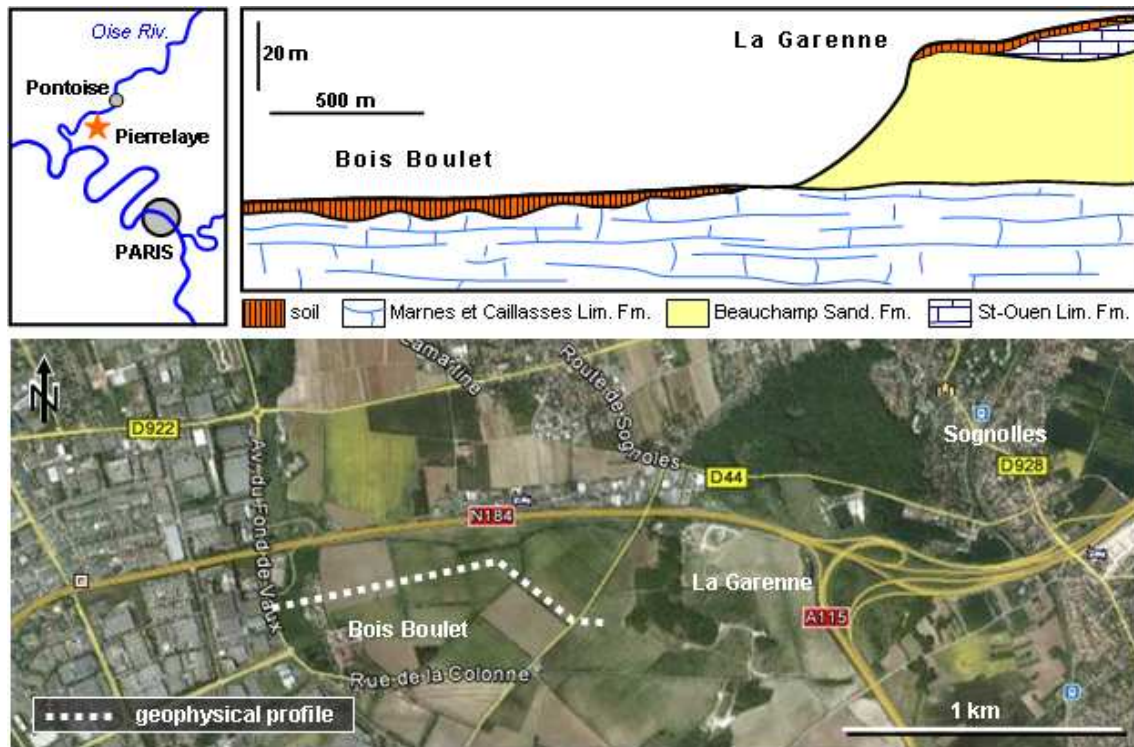 Oise Riv.
Pontoise
Pierrelaye
PARIS
20 m
500 m
La Garenne
Bois Boulet
soil
Marnes et Caillasses Lim. Fm.
Beauchamp Sand. Fm.
St-Ouen Lim. Fm.
N
Lamartine
Route de Sognoles
D922
Av. du Fond de Vaux
Sognolles
D928
D44
N184
La Garenne
A115
Bois Boulet
Rue de la Colonne
geophysical profile
1 km